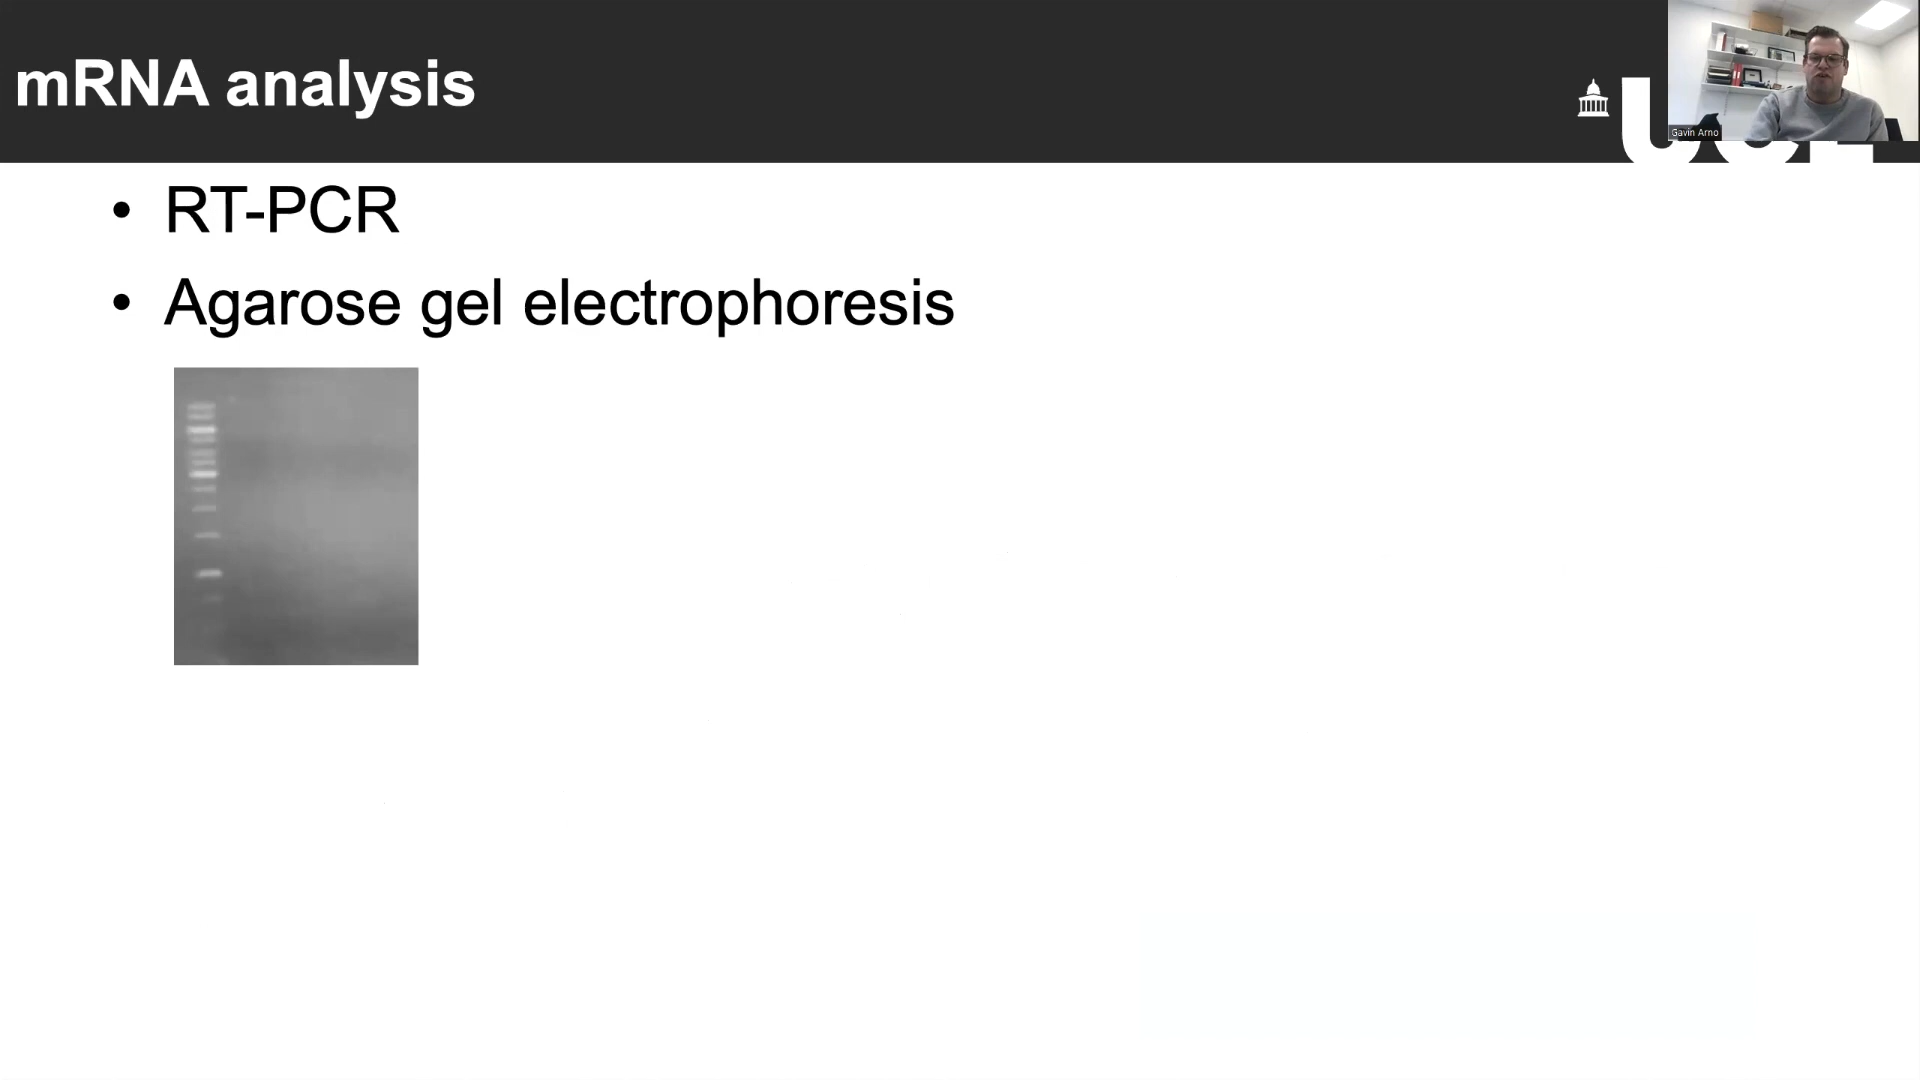 mRNA analysis
Gavin Arno
• RT-PCR
• Agarose gel electrophoresis